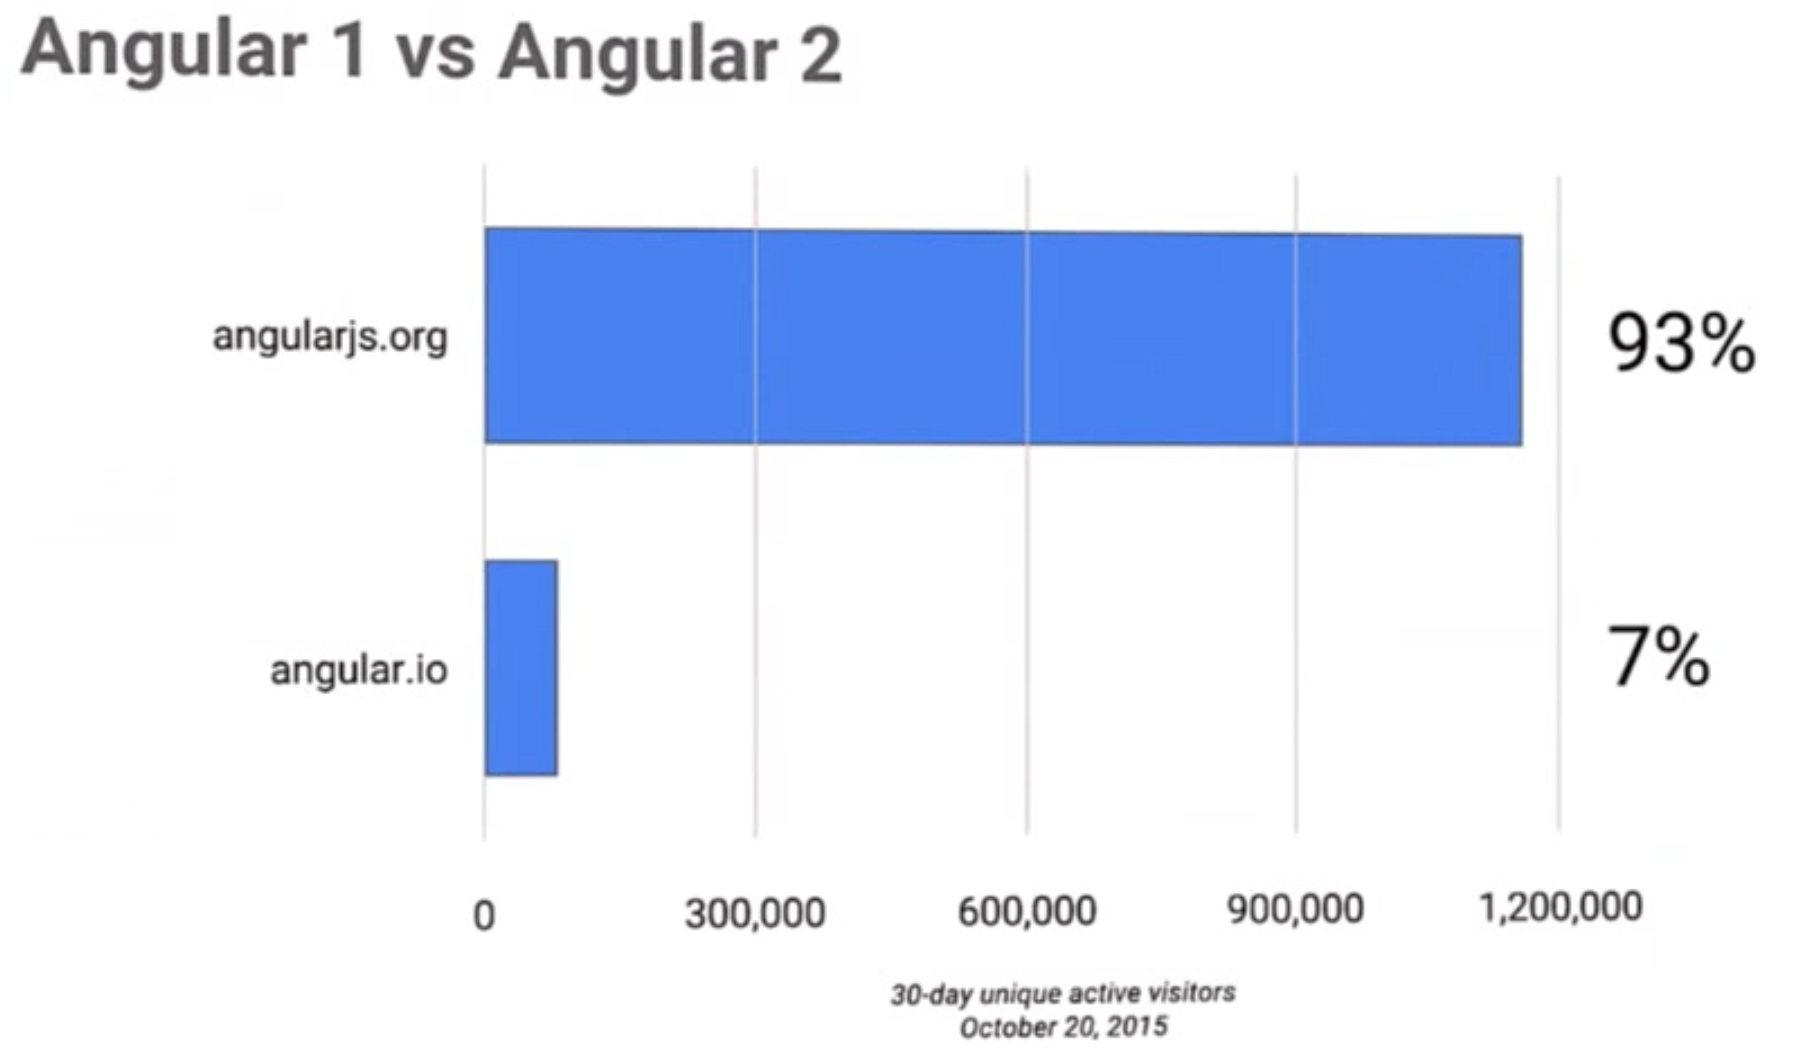 Angular 1 vs Angular 2
angularjs.org
93%
angular.io
7%
0
300,000
600,000
900,000
1,200,000
30-day unique active visitors
October 20, 2015